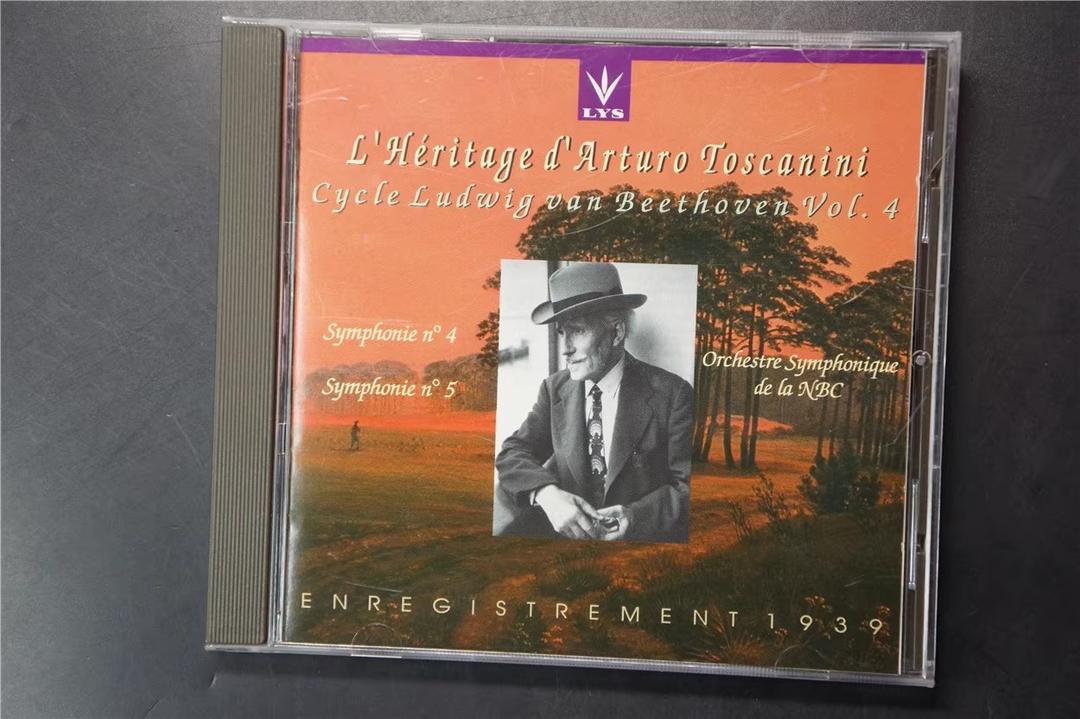 LYS
L'Héritage d'Arturo Toscanini
Cycle Ludwig van Beethoven Vol. 4
Symphonie n° 4
Symphonie n° 5
Orchestre Symphonique
de la NBC
ENREGISTREMENT 1939